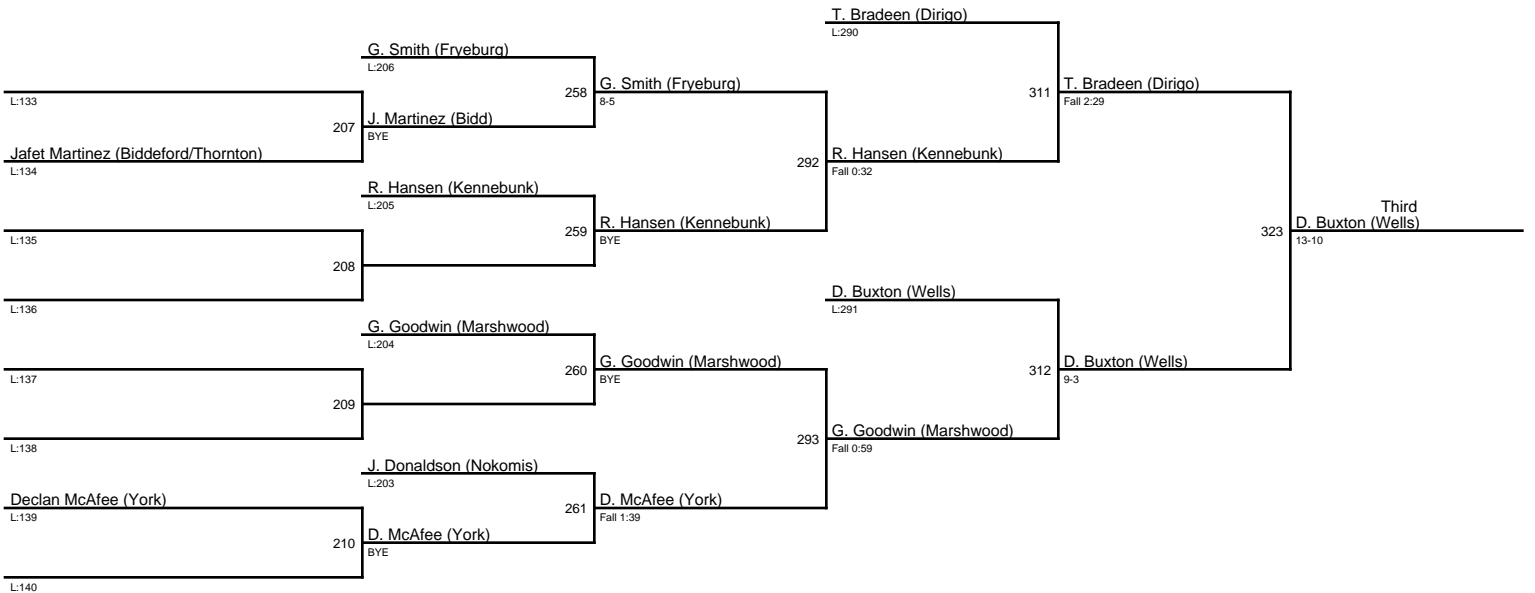 T. Bradeen (Dirigo)
L:290
G. Smith (Fryeburg)
L:206
258
G. Smith (Fryeburg)
8-5
311
T. Bradeen (Dirigo)
Fall 2:29
L:133
207
J. Martinez (Bidd)
BYE
Jafet Martinez (Biddeford/Thornton)
L:134
292
R. Hansen (Kennebunk)
Fall 0:32
R. Hansen (Kennebunk)
L:205
259
R. Hansen (Kennebunk)
BYE
L:135
208
L:136
323
Third
D. Buxton (Wells)
13-10
D. Buxton (Wells)
L:291
G. Goodwin (Marshwood)
L:204
260
G. Goodwin (Marshwood)
BYE
312
D. Buxton (Wells)
9-3
L:137
209
L:138
293
G. Goodwin (Marshwood)
Fall 0:59
J. Donaldson (Nokomis)
L:203
261
D. McAfee (York)
Fall 1:39
Declan McAfee (York)
L:139
210
D. McAfee (York)
BYE
L:140